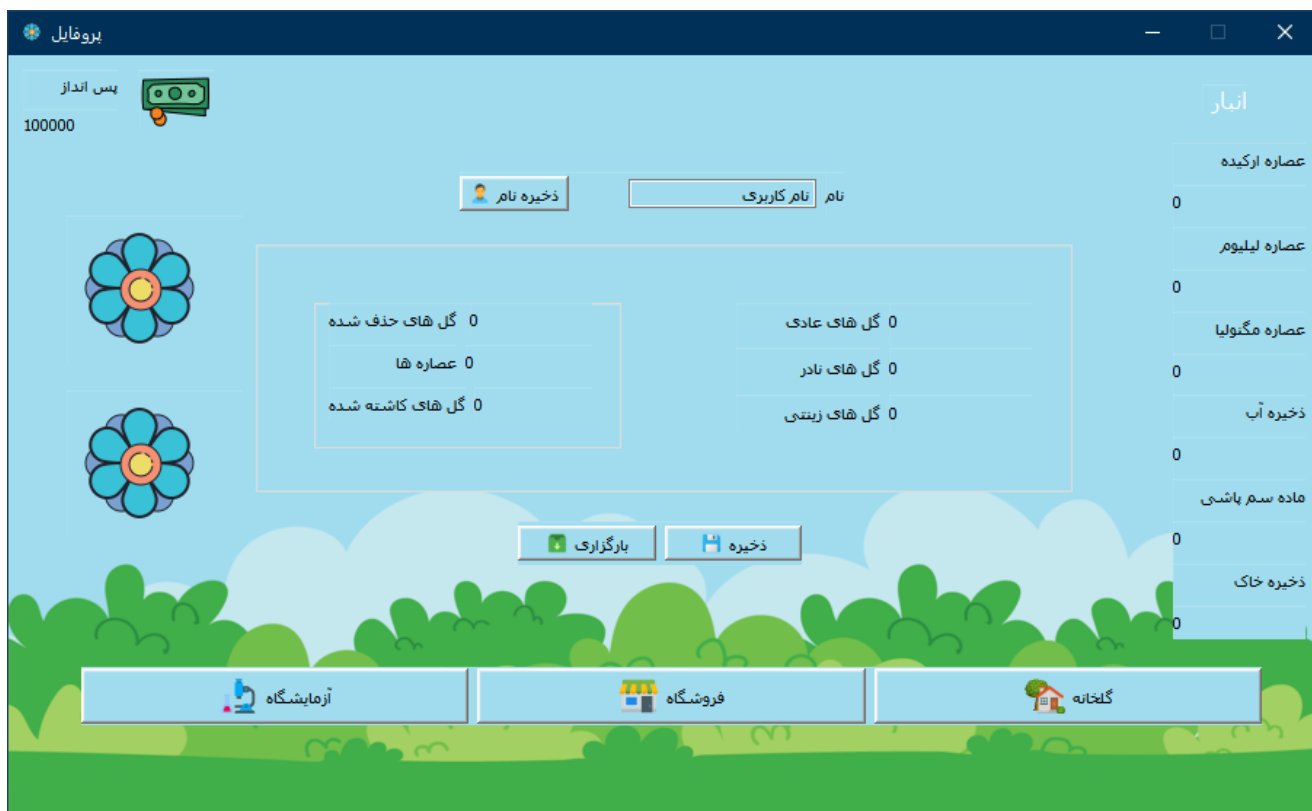 پروفایل
پس انداز
100000
انبار
عصاره ارکیده
0
عصاره لیلیوم
0
عصاره مگنولیا
0
ذخیره آب
0
ماده سم پاشی
0
ذخیره خاک
0
نام
نام کاربری
ذخیره نام
گل های عادی 0
گل های نادر 0
گل های زینتی 0
گل های حذف شده 0
عصاره ها 0
گل های کاشته شده 0
ذخیره
بارگزاری
گلخانه
فروشگاه
آزمایشگاه